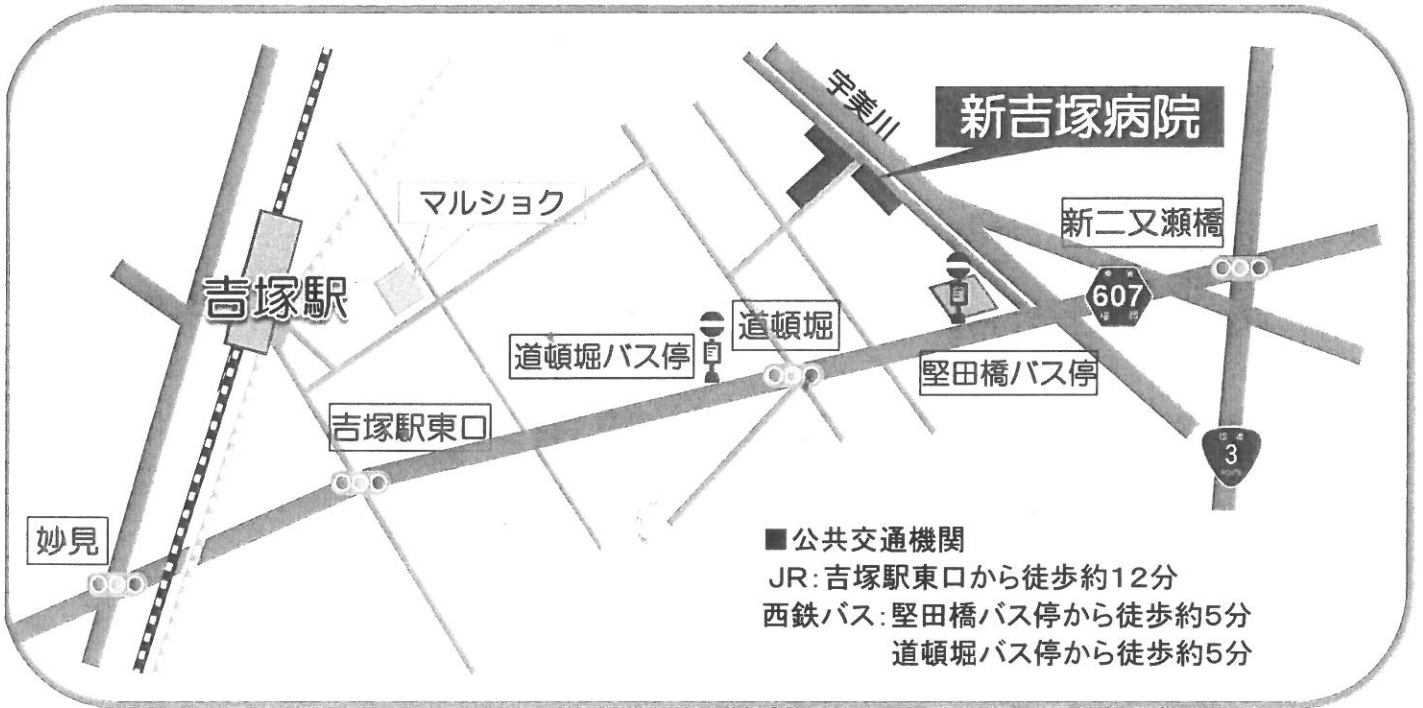 宇美川
新吉塚病院
マルショク
新二又瀬橋
吉塚駅
607
道頓堀
道頓堀バス停
堅田橋バス停
吉塚駅東口
3
ROUTE
妙見
■公共交通機関
JR:吉塚駅東口から徒歩約12分
西鉄バス:堅田橋バス停から徒歩約5分
道頓堀バス停から徒歩約5分